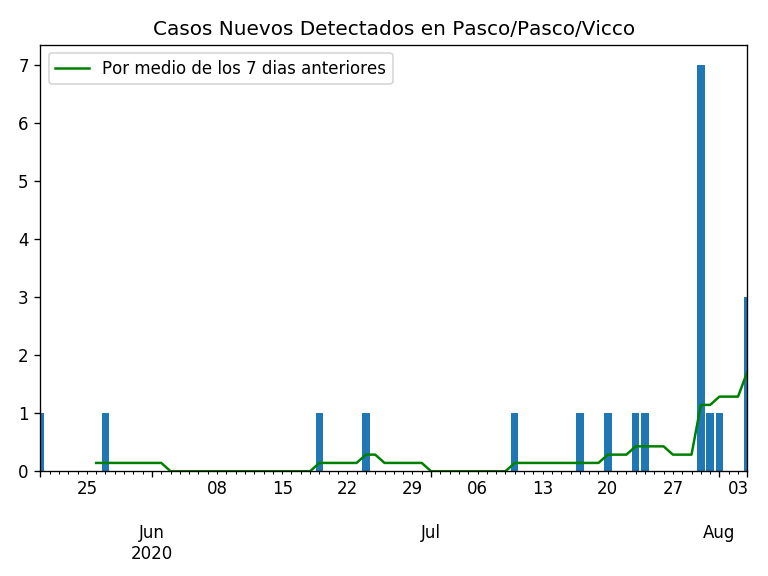 Casos Nuevos Detectados en Pasco/Pasco/Vicco
Por medio de los 7 dias anteriores
7
6
5
4
3
2
1
0
25 08 15 22 29 06 13 20 27 03
Jun Jul Aug
2020